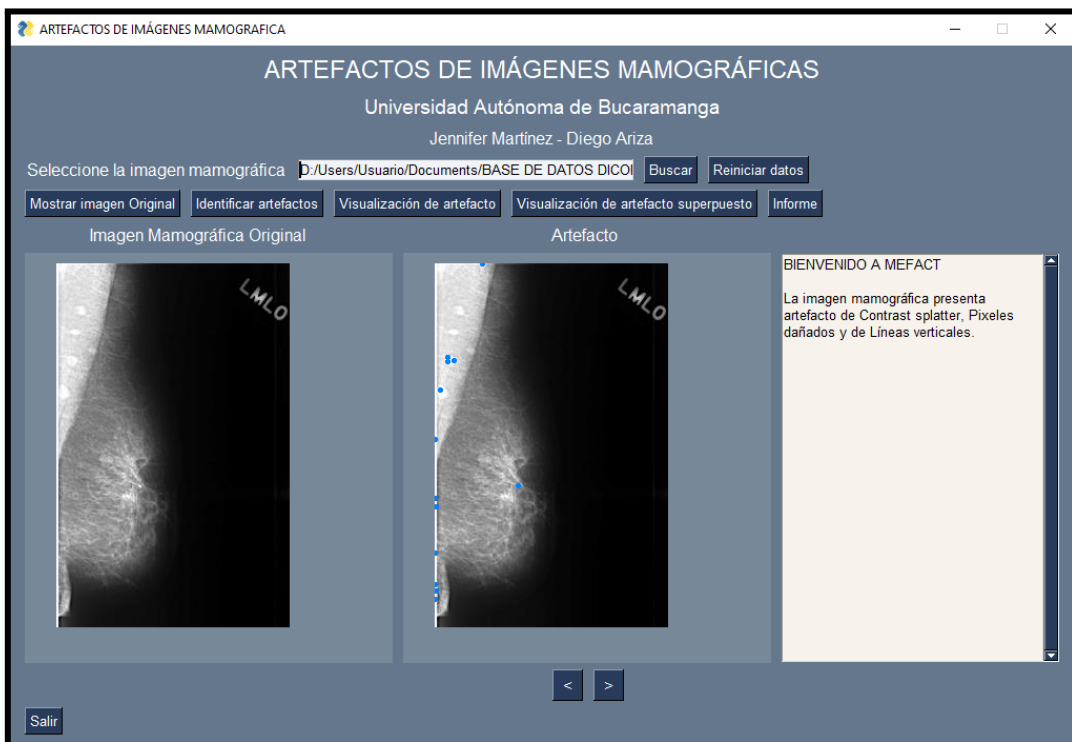 ARTEFACTOS DE IMÁGENES MAMOGRAFICA
ARTEFACTOS DE IMÁGENES MAMOGRÁFICAS
Universidad Autónoma de Bucaramanga
Jennifer Martínez - Diego Ariza
Seleccione la imagen mamográfica D:/Users/Usuario/Documents/BASE DE DATOS DICOI Buscar Reiniciar datos
Mostrar imagen Original Identificar artefactos Visualización de artefacto Visualización de artefacto superpuesto Informe
Imagen Mamográfica Original Artefacto
LMLO LMLO
BIENVENIDO A MEFACT
La imagen mamográfica presenta
artefacto de Contrast splatter, Pixeles
dañados y de Líneas verticales.
< >
Salir